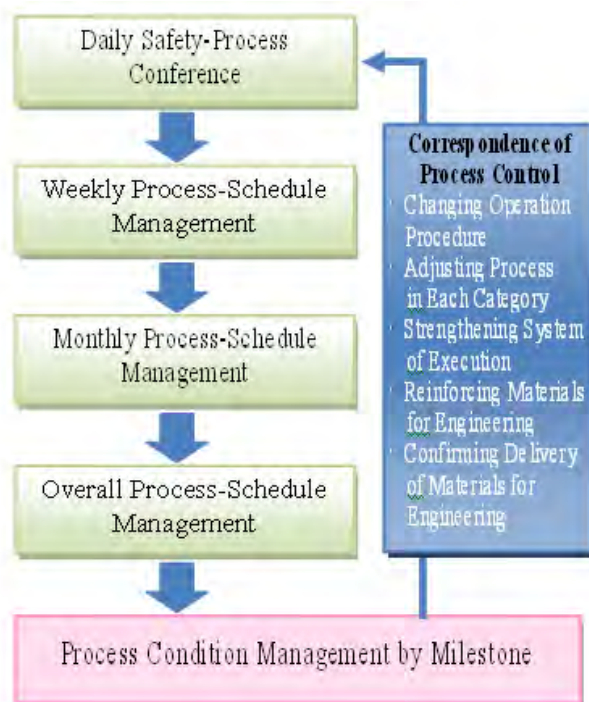 Daily Safety-Process
Conference
Weekly Process-Schedule
Management
Monthly Process-Schedule
Management
Overall Process-Schedule
Management
Process Condition Management by Milestone
Correspondence of
Process Control
· Changing Operation
Procedure
· Adjusting Process
in Each Category
· Strengthening System
of Execution
· Reinforcing Materials
for Engineering
· Confirming Delivery
of Materials for
Engineering